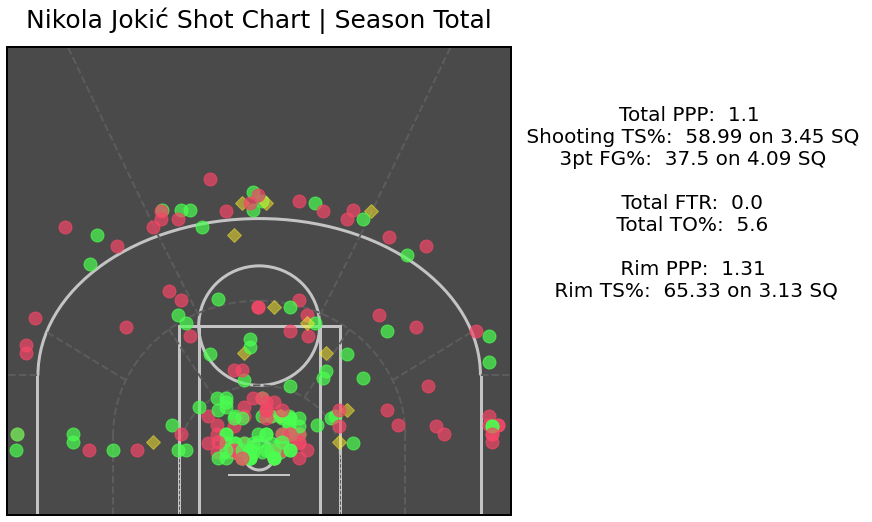 Nikola Jokić Shot Chart | Season Total
Total PPP:  1.1
Shooting TS%:  58.99 on 3.45 SQ
3pt FG%:  37.5 on 4.09 SQ
Total FTR:  0.0
Total TO%:  5.6
Rim PPP:  1.31
Rim TS%:  65.33 on 3.13 SQ